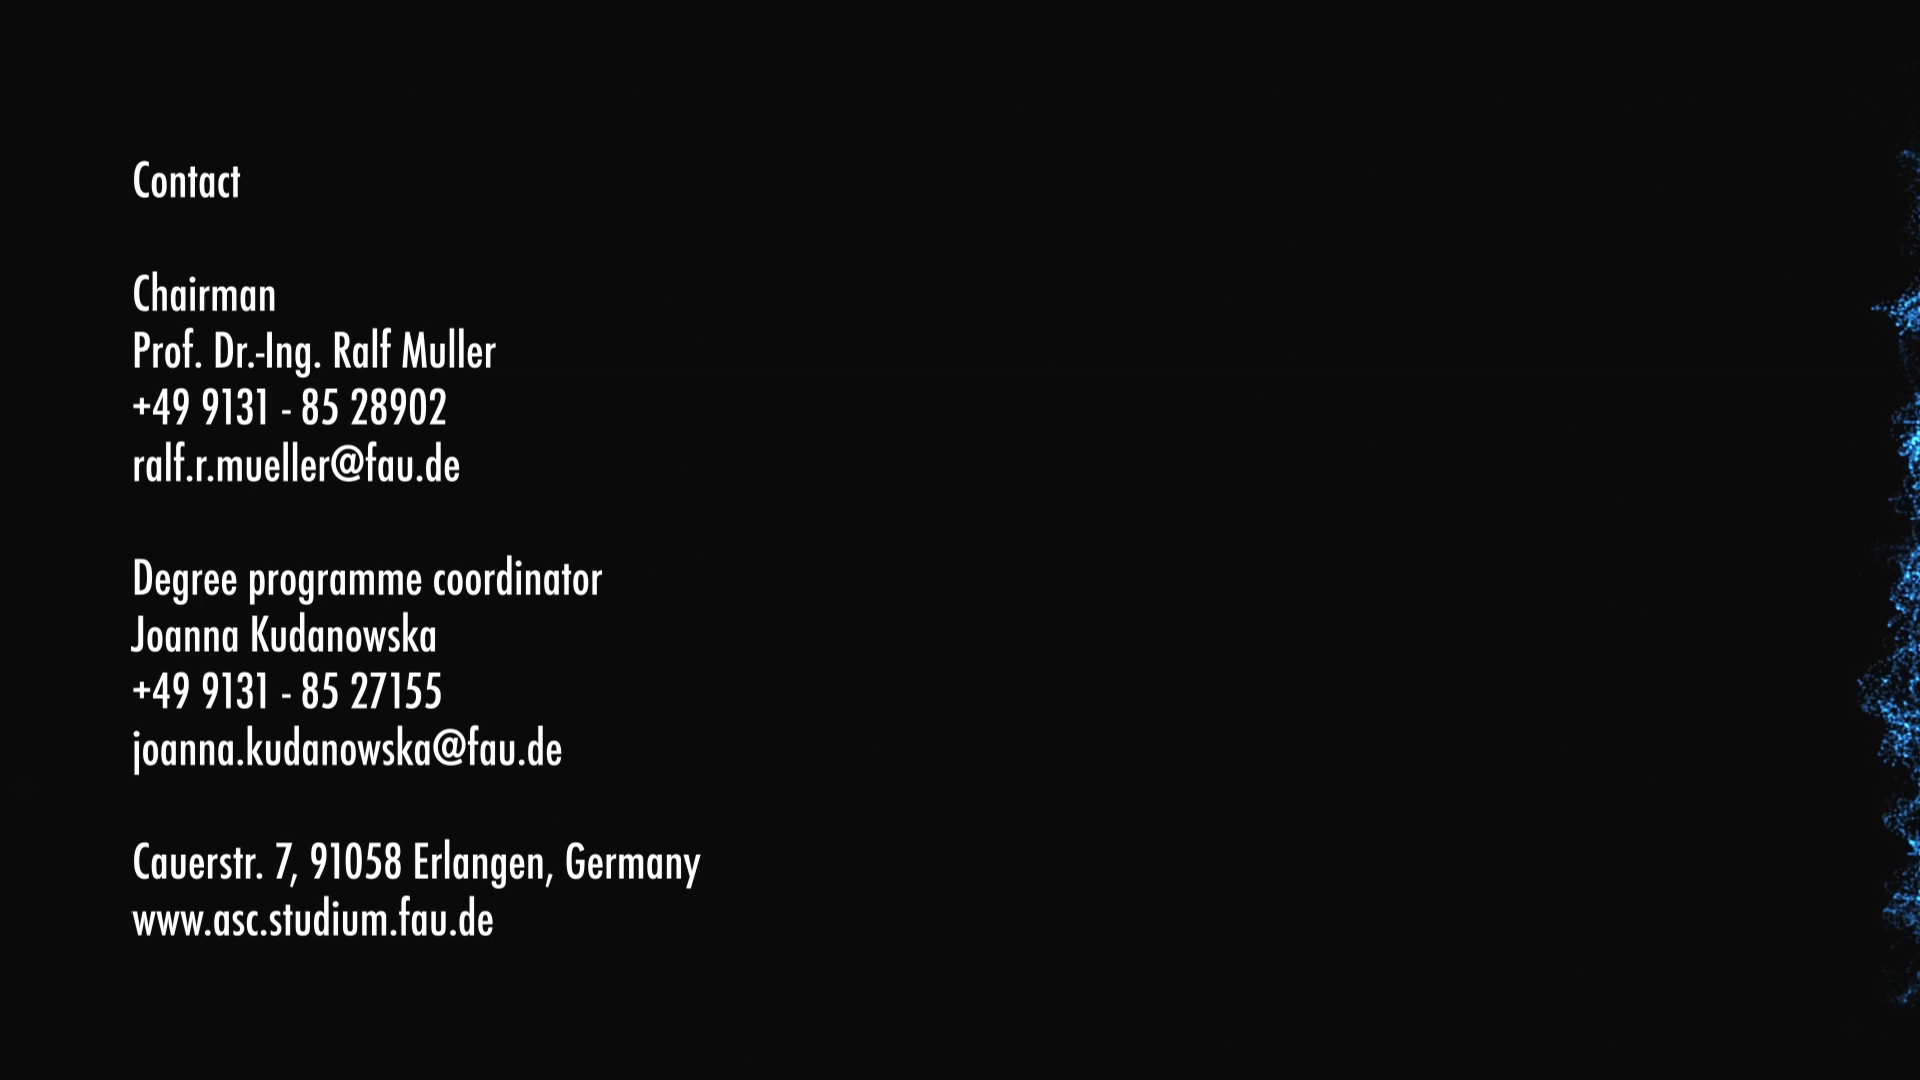 Contact
Chairman
Prof. Dr.-Ing. Ralf Muller
+49 9131 - 85 28902
ralf.r.mueller@fau.de
Degree programme coordinator
Joanna Kudanowska
+49 9131 - 85 27155
joanna.kudanowska@fau.de
Cauerstr. 7, 91058 Erlangen, Germany
www.asc.studium.fau.de